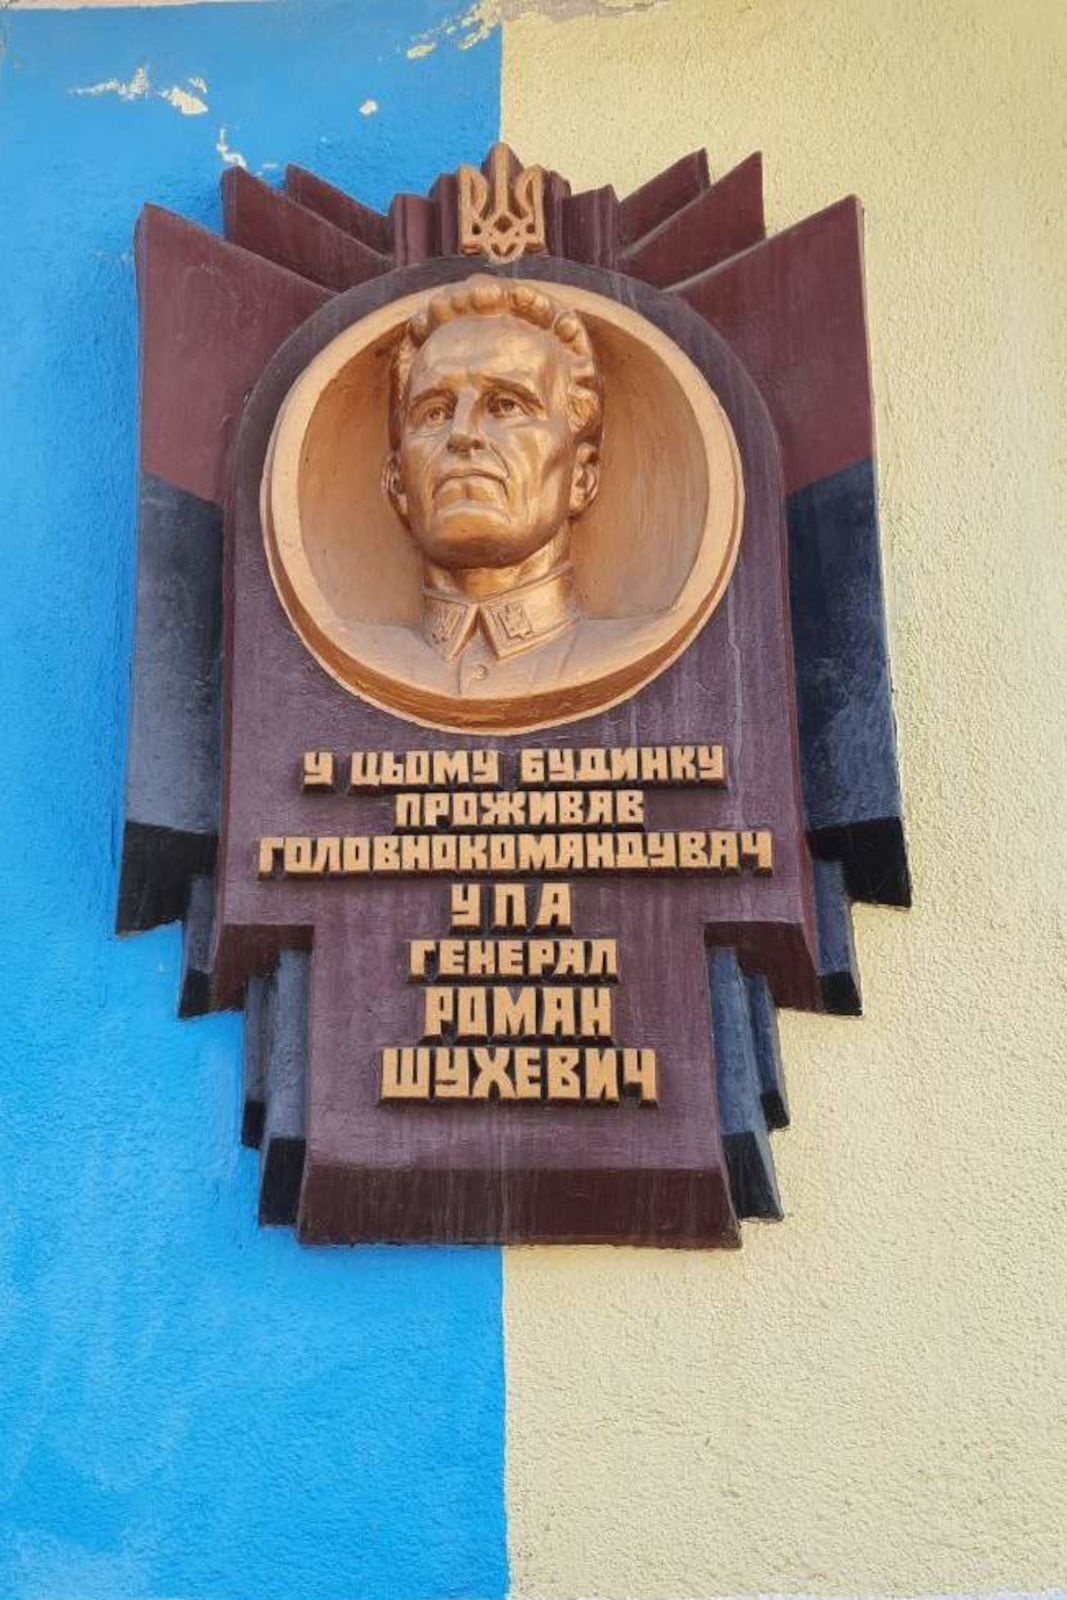 У ЦЬОМУ БУДИНКУ
ПРОЖИВАВ
ГОЛОВНОКОМАНДУВАЧ
УПА
ГЕНЕРАЛ
РОМАН
ШУХЕВИЧ